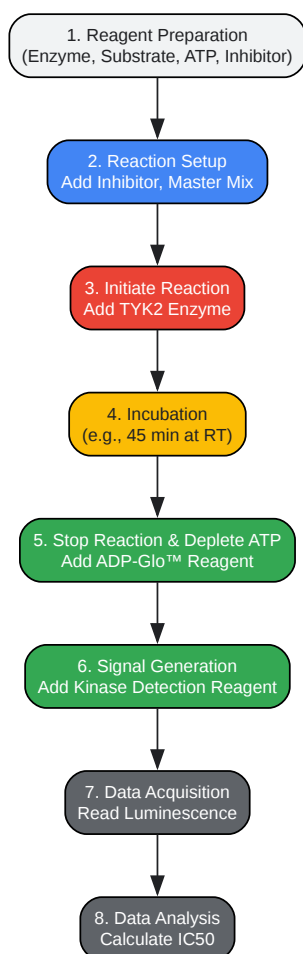 1. Reagent Preparation
(Enzyme, Substrate, ATP, Inhibitor)
2. Reaction Setup
Add Inhibitor, Master Mix
3. Initiate Reaction
Add TYK2 Enzyme
4. Incubation
(e.g., 45 min at RT)
5. Stop Reaction & Deplete ATP
Add ADP-Glo™ Reagent
6. Signal Generation
Add Kinase Detection Reagent
7. Data Acquisition
Read Luminescence
8. Data Analysis
Calculate IC50